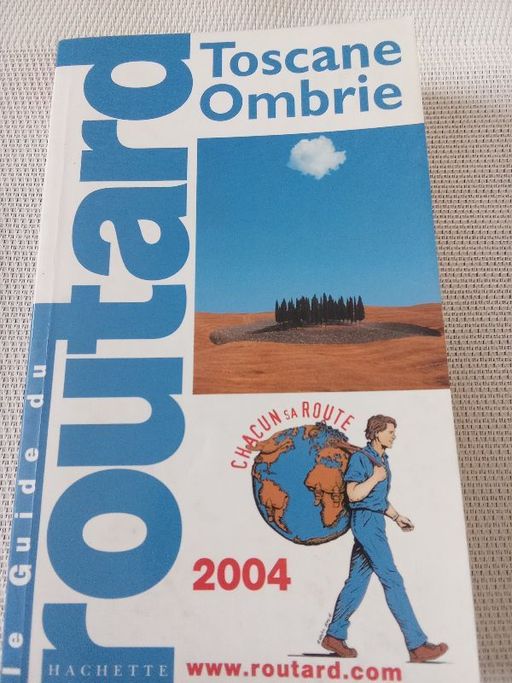 Toscane
Ombrie
le Guide du
routard
CHACUN SA ROUTE
2004
HACHETTE
www.routard.com